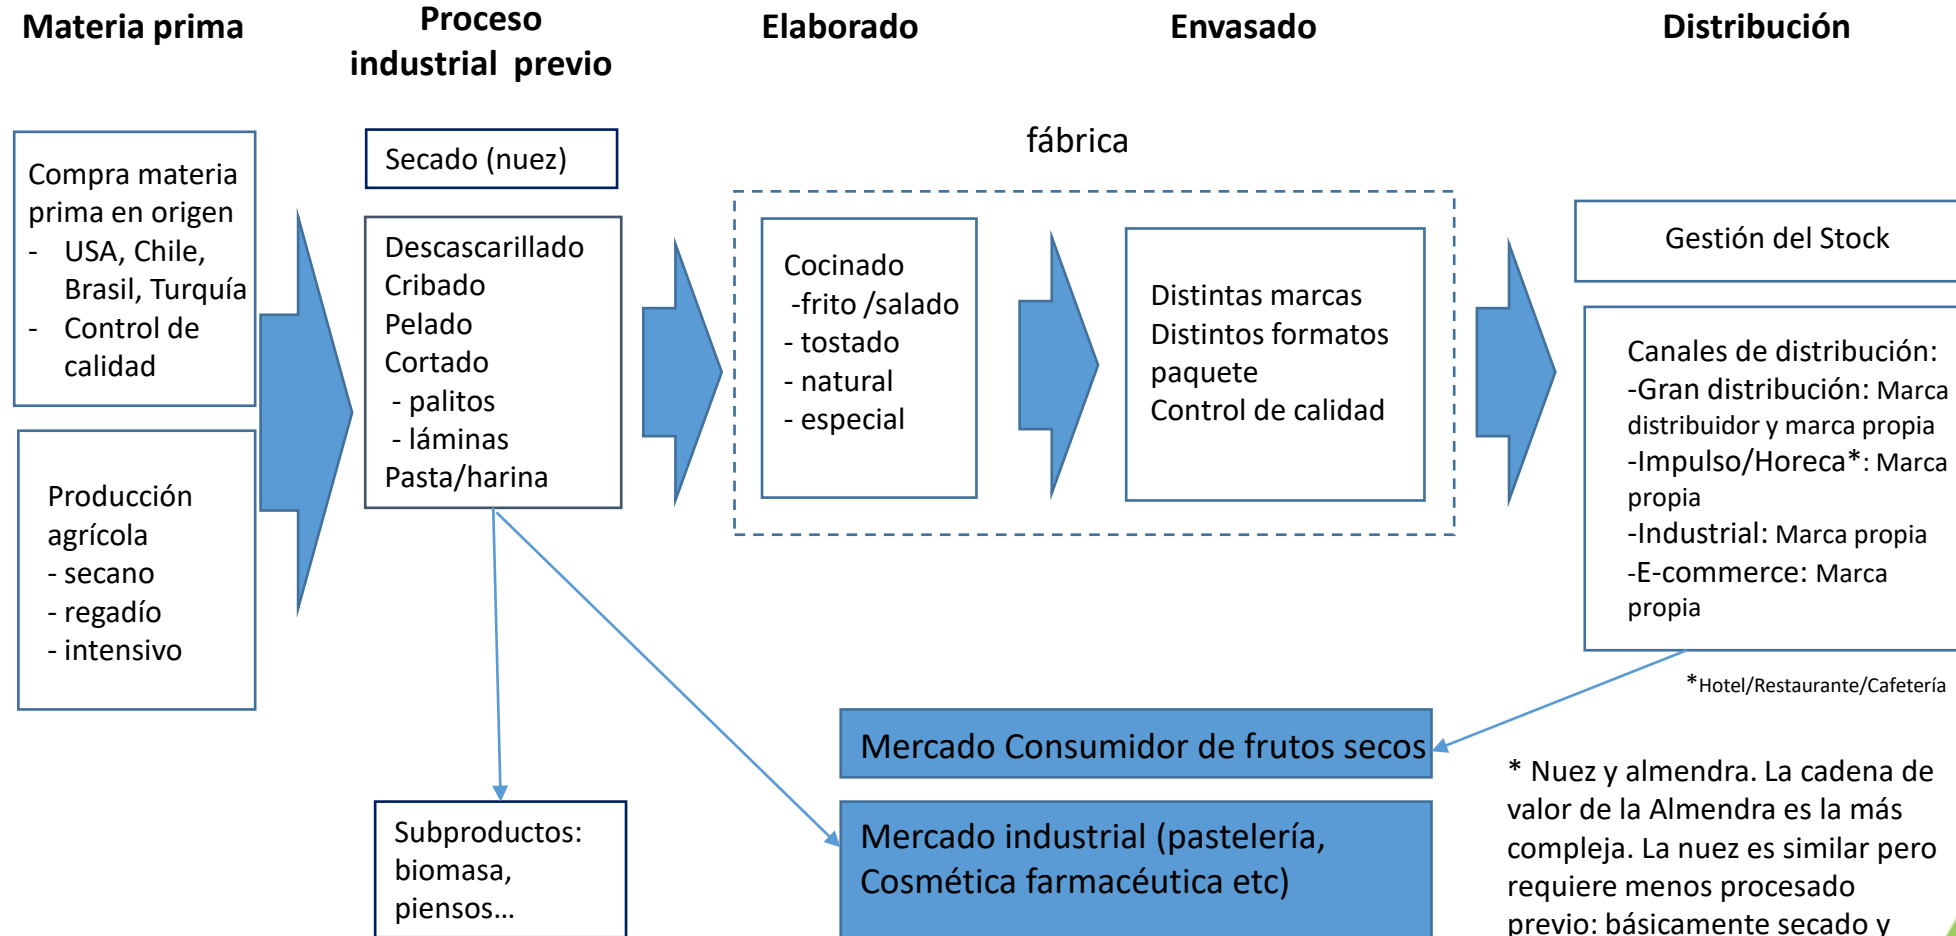 Materia prima
Proceso
industrial previo
Elaborado
Envasado
Distribución
Compra materia
prima en origen
- USA, Chile,
Brasil, Turquía
- Control de
calidad
Producción
agrícola
- secano
- regadío
- intensivo
Secado (nuez)
Descascarillado
Cribado
Pelado
Cortado
- palitos
- láminas
Pasta/harina
fábrica
Cocinado
-frito /salado
- tostado
- natural
- especial
Distintas marcas
Distintos formatos
paquete
Control de calidad
Gestión del Stock
Canales de distribución:
-Gran distribución: Marca
distribuidor y marca propia
-Impulso/Horeca*: Marca
propia
-Industrial: Marca propia
-E-commerce: Marca
propia
*Hotel/Restaurante/Cafetería
Mercado Consumidor de frutos secos
Mercado industrial (pastelería,
Cosmética farmacéutica etc)
Subproductos:
biomasa,
piensos...
* Nuez y almendra. La cadena de
valor de la Almendra es la más
compleja. La nuez es similar pero
requiere menos procesado
previo: básicamente secado y